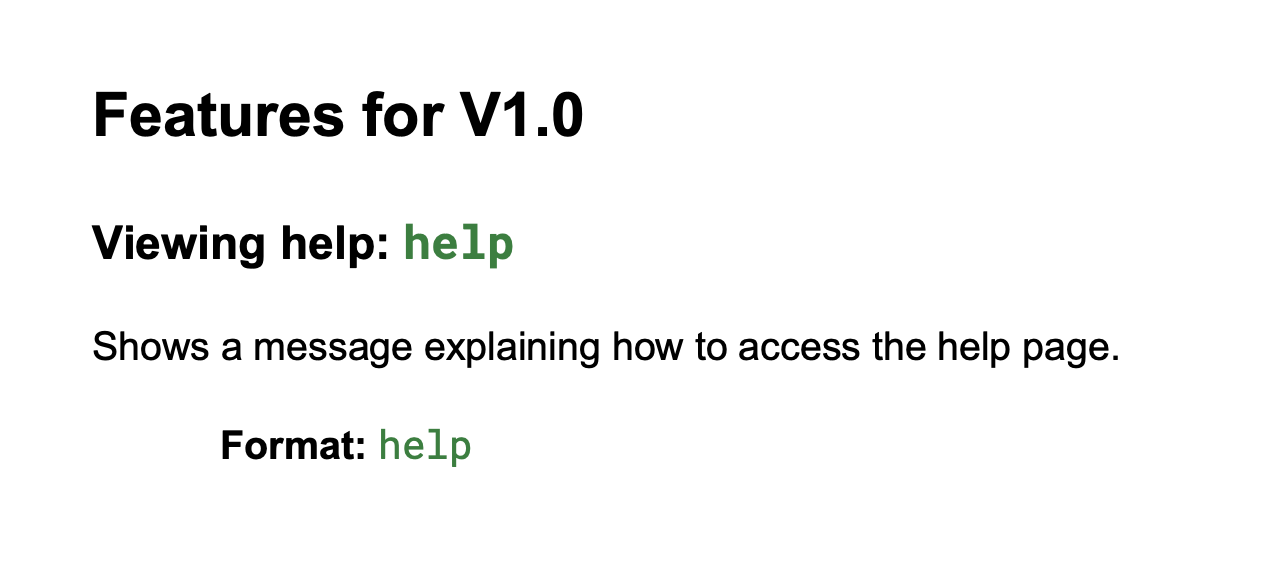 Features for V1.0
Viewing help: help
Shows a message explaining how to access the help page.
Format: help